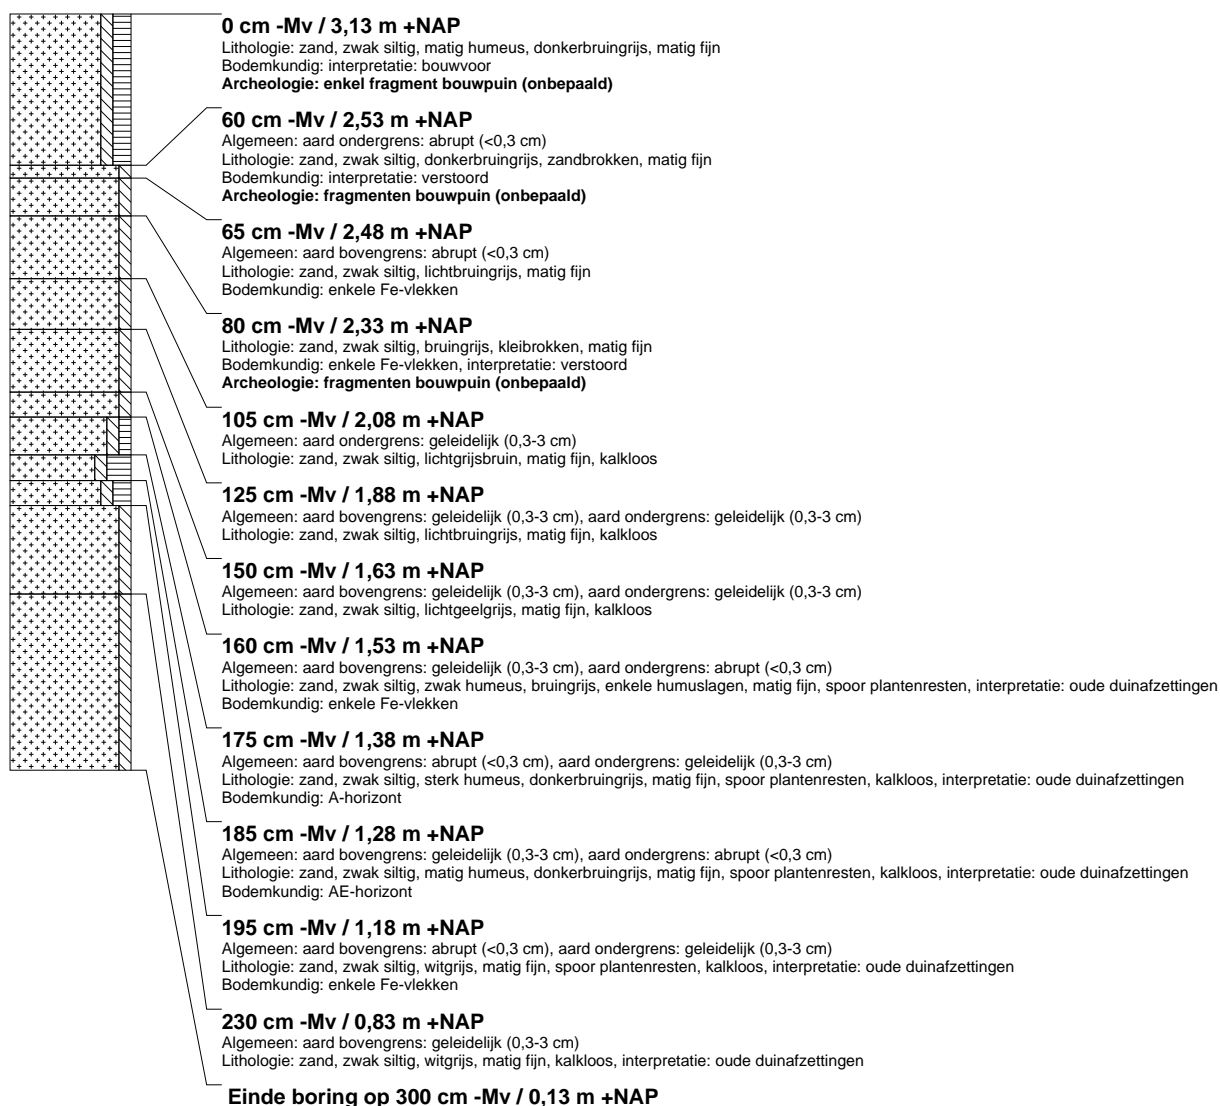 0 cm -Mv / 3,13 m +NAP
Lithologie: zand, zwak siltig, matig humeus, donkerbruingrijs, matig fijn
Bodemkundig: interpretatie: bouwvoor
Archeologie: enkel fragment bouwpuin (onbepaald)
60 cm -Mv / 2,53 m +NAP
Algemeen: aard ondergrens: abrupt (<0,3 cm)
Lithologie: zand, zwak siltig, donkerbruingrijs, zandbrokken, matig fijn
Bodemkundig: interpretatie: verstoord
Archeologie: fragmenten bouwpuin (onbepaald)
65 cm -Mv / 2,48 m +NAP
Algemeen: aard bovengrens: abrupt (<0,3 cm)
Lithologie: zand, zwak siltig, lichtbruingrijs, matig fijn
Bodemkundig: enkele Fe-vlekken
80 cm -Mv / 2,33 m +NAP
Lithologie: zand, zwak siltig, bruingrijs, kleibrokken, matig fijn
Bodemkundig: enkele Fe-vlekken, interpretatie: verstoord
Archeologie: fragmenten bouwpuin (onbepaald)
105 cm -Mv / 2,08 m +NAP
Algemeen: aard ondergrens: geleidelijk (0,3-3 cm)
Lithologie: zand, zwak siltig, lichtgrijsbruin, matig fijn, kalkloos
125 cm -Mv / 1,88 m +NAP
Algemeen: aard bovengrens: geleidelijk (0,3-3 cm), aard ondergrens: geleidelijk (0,3-3 cm)
Lithologie: zand, zwak siltig, lichtbruingrijs, matig fijn, kalkloos
150 cm -Mv / 1,63 m +NAP
Algemeen: aard bovengrens: geleidelijk (0,3-3 cm), aard ondergrens: geleidelijk (0,3-3 cm)
Lithologie: zand, zwak siltig, lichtgeelgrijs, matig fijn, kalkloos
160 cm -Mv / 1,53 m +NAP
Algemeen: aard bovengrens: geleidelijk (0,3-3 cm), aard ondergrens: abrupt (<0,3 cm)
Lithologie: zand, zwak siltig, zwak humeus, bruingrijs, enkele humuslagen, matig fijn, spoor plantenresten, interpretatie: oude duinafzettingen
Bodemkundig: enkele Fe-vlekken
175 cm -Mv / 1,38 m +NAP
Algemeen: aard bovengrens: abrupt (<0,3 cm), aard ondergrens: geleidelijk (0,3-3 cm)
Lithologie: zand, zwak siltig, sterk humeus, donkerbruingrijs, matig fijn, spoor plantenresten, kalkloos, interpretatie: oude duinafzettingen
Bodemkundig: A-horizont
185 cm -Mv / 1,28 m +NAP
Algemeen: aard bovengrens: geleidelijk (0,3-3 cm), aard ondergrens: abrupt (<0,3 cm)
Lithologie: zand, zwak siltig, matig humeus, donkerbruingrijs, matig fijn, spoor plantenresten, kalkloos, interpretatie: oude duinafzettingen
Bodemkundig: AE-horizont
195 cm -Mv / 1,18 m +NAP
Algemeen: aard bovengrens: abrupt (<0,3 cm), aard ondergrens: geleidelijk (0,3-3 cm)
Lithologie: zand, zwak siltig, witgrijs, matig fijn, spoor plantenresten, kalkloos, interpretatie: oude duinafzettingen
Bodemkundig: enkele Fe-vlekken
230 cm -Mv / 0,83 m +NAP
Algemeen: aard bovengrens: geleidelijk (0,3-3 cm)
Lithologie: zand, zwak siltig, witgrijs, matig fijn, kalkloos, interpretatie: oude duinafzettingen
Einde boring op 300 cm -Mv / 0,13 m +NAP